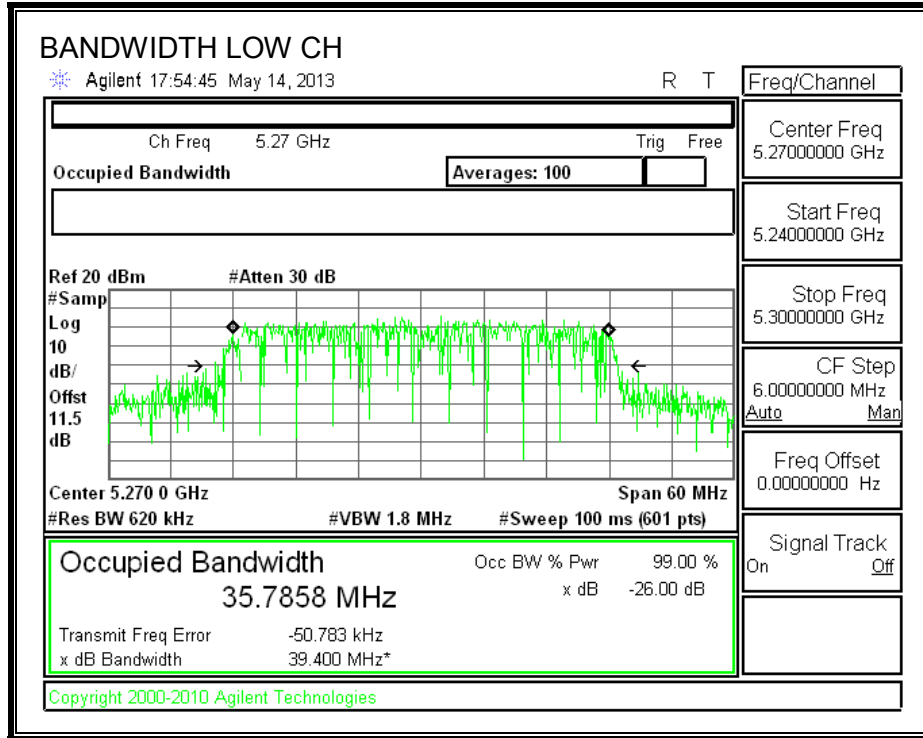 BANDWIDTH LOW CH
Agilent 17:54:45 May 14, 2013 R T
Freq/Channel
Ch Freq 5.27 GHz Trig Free
Occupied Bandwidth Averages: 100
Center Freq
5.27000000 GHz
Start Freq
5.24000000 GHz
Stop Freq
5.30000000 GHz
CF Step
6.00000000 MHz
Auto Man
Freq Offset
0.00000000 Hz
Signal Track
On Off
Ref 20 dBm #Atten 30 dB
#Samp
Log
10
dB/
Offst
11.5
dB
Center 5.270 0 GHz Span 60 MHz
#Res BW 620 kHz #VBW 1.8 MHz #Sweep 100 ms (601 pts)
Occupied Bandwidth Occ BW % Pwr 99.00 %
35.7858 MHz x dB -26.00 dB
Transmit Freq Error -50.783 kHz
x dB Bandwidth 39.400 MHz*
Copyright 2000-2010 Agilent Technologies